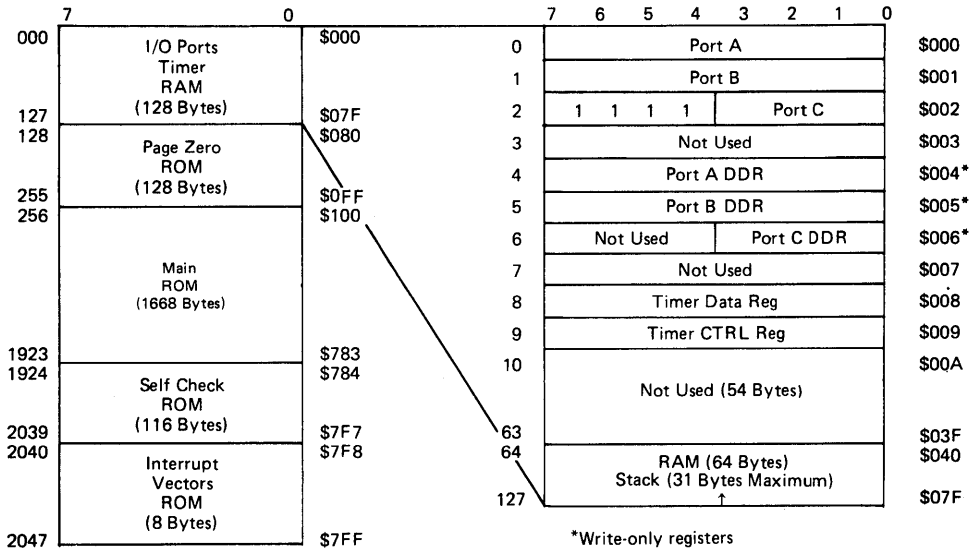 7 0
000 I/O Ports $000
Timer
RAM
127 (128 Bytes) $07F
128 $080
Page Zero
ROM
255 (128 Bytes) $0FF
256 $100
Main
ROM
(1668 Bytes)
1923 $783
1924 $784
Self Check
ROM
2039 (116 Bytes) $7F7
2040 $7F8
Interrupt
Vectors
ROM
(8 Bytes)
2047 $7FF
7 6 5 4 3 2 1 0
0 Port A $000
1 Port B $001
2 1 1 1 1 Port C $002
3 Not Used $003
4 Port A DDR $004*
5 Port B DDR $005*
6 Not Used Port C DDR $006*
7 Not Used $007
8 Timer Data Reg $008
9 Timer CTRL Reg $009
10 $00A
Not Used (54 Bytes)
63 $03F
64 $040
RAM (64 Bytes)
Stack (31 Bytes Maximum)
127 ↑ $07F
*Write-only registers